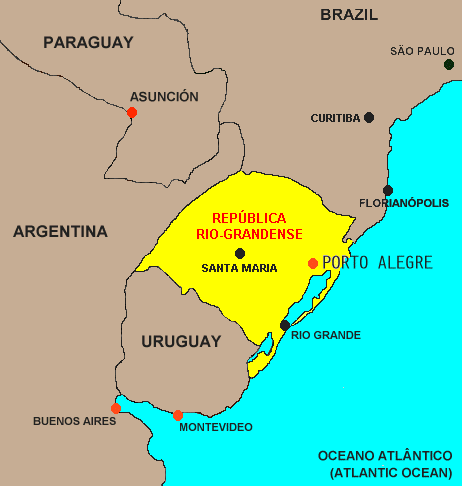 BRAZIL
PARAGUAY
SÄO PAULO
ASUNCIÓN
CURITIBA
FLORIANÓPOLIS
REPÚBLICA
RIO-GRANDENSE
ARGENTINA
SANTA MARIA
PORTO ALEGRE
RIO GRANDE
URUGUAY
BUENOS AIRES
MONTEVIDEO
OCEANO ATLÂNTICO
(ATLANTIC OCEAN)